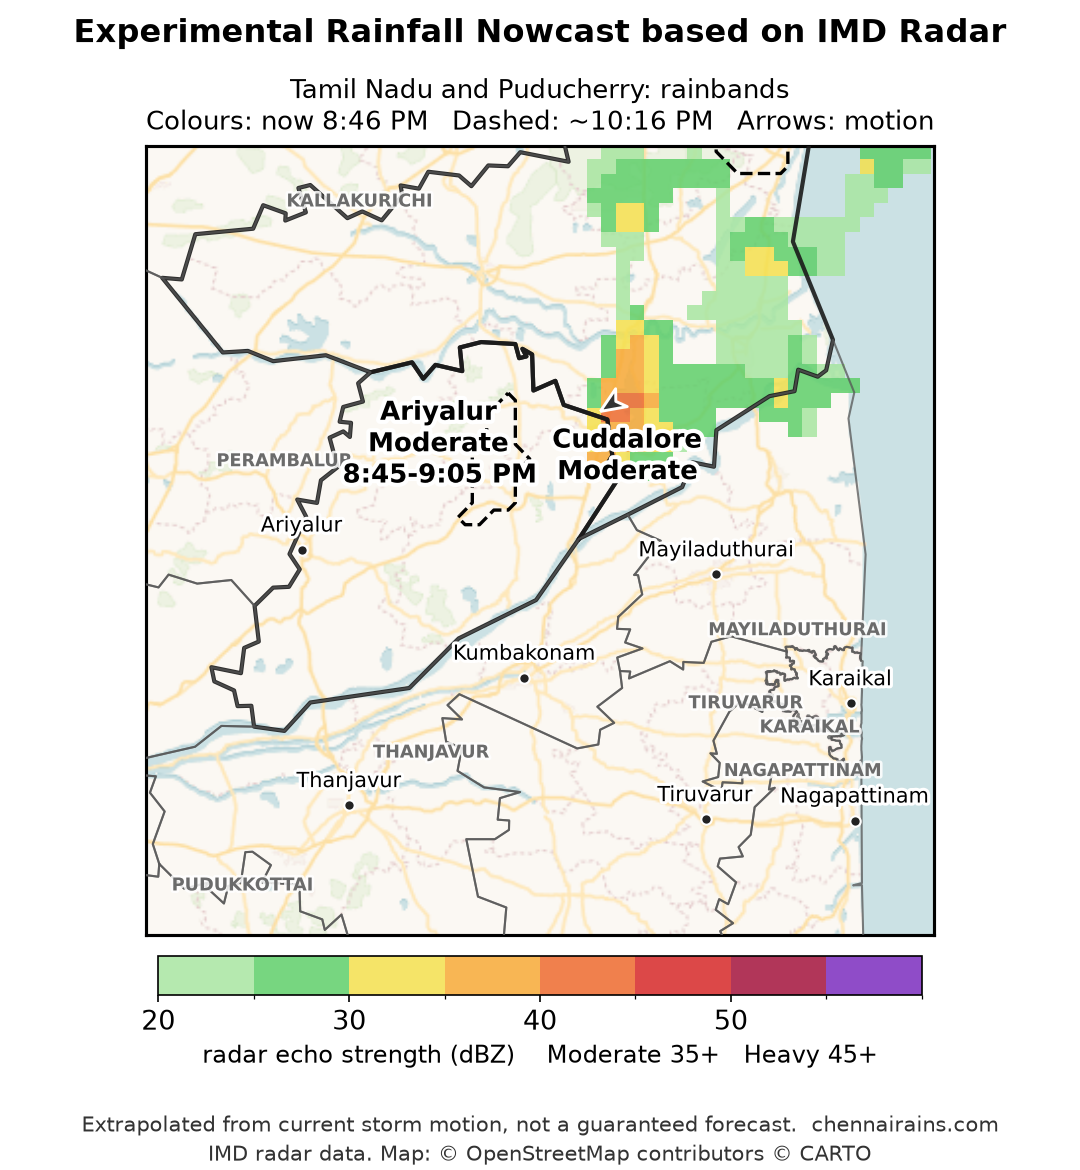 Experimental Rainfall Nowcast based on IMD Radar
Tamil Nadu and Puducherry: rainbands
Colours: now 8:46 PM   Dashed: ~10:16 PM   Arrows: motion
KALLAKURICHI
Ariyalur
Moderate
8:45-9:05 PM
Cuddalore
Moderate
PERAMBALUR
Ariyalur
Mayiladuthurai
MAYILADUTHURAI
Kumbakonam
Karaikal
TIRUVARUR
KARAIKAL
THANJAVUR
NAGAPATTINAM
Thanjavur
Tiruvarur
Nagapattinam
PUDUKKOTTAI
20 30 40 50
radar echo strength (dBZ)   Moderate 35+   Heavy 45+
Extrapolated from current storm motion, not a guaranteed forecast.  chennairains.com
IMD radar data. Map: © OpenStreetMap contributors © CARTO